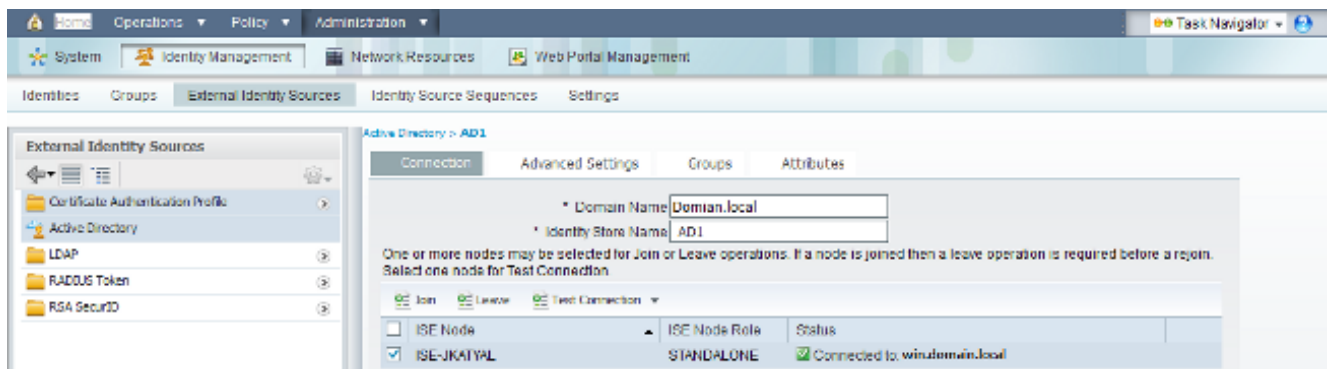 Home Operations Policy Administration Task Navigator
System Identity Management Network Resources Web Portal Management
Identities Groups External Identity Sources Identity Source Sequences Settings
External Identity Sources
Certificate Authentication Profile
Active Directory
LDAP
RADIUS Token
RSA SecurID
Active Directory > AD1
Connection Advanced Settings Groups Attributes
* Domain Name Domian.local
* Identity Store Name AD1
One or more nodes may be selected for Join or Leave operations. If a node is joined then a leave operation is required before a rejoin.
Select one node for Test Connection
Join Leave Test Connection
ISE Node ISE Node Role Status
ISE-JKATYAL STANDALONE Connected to: win.domain.local